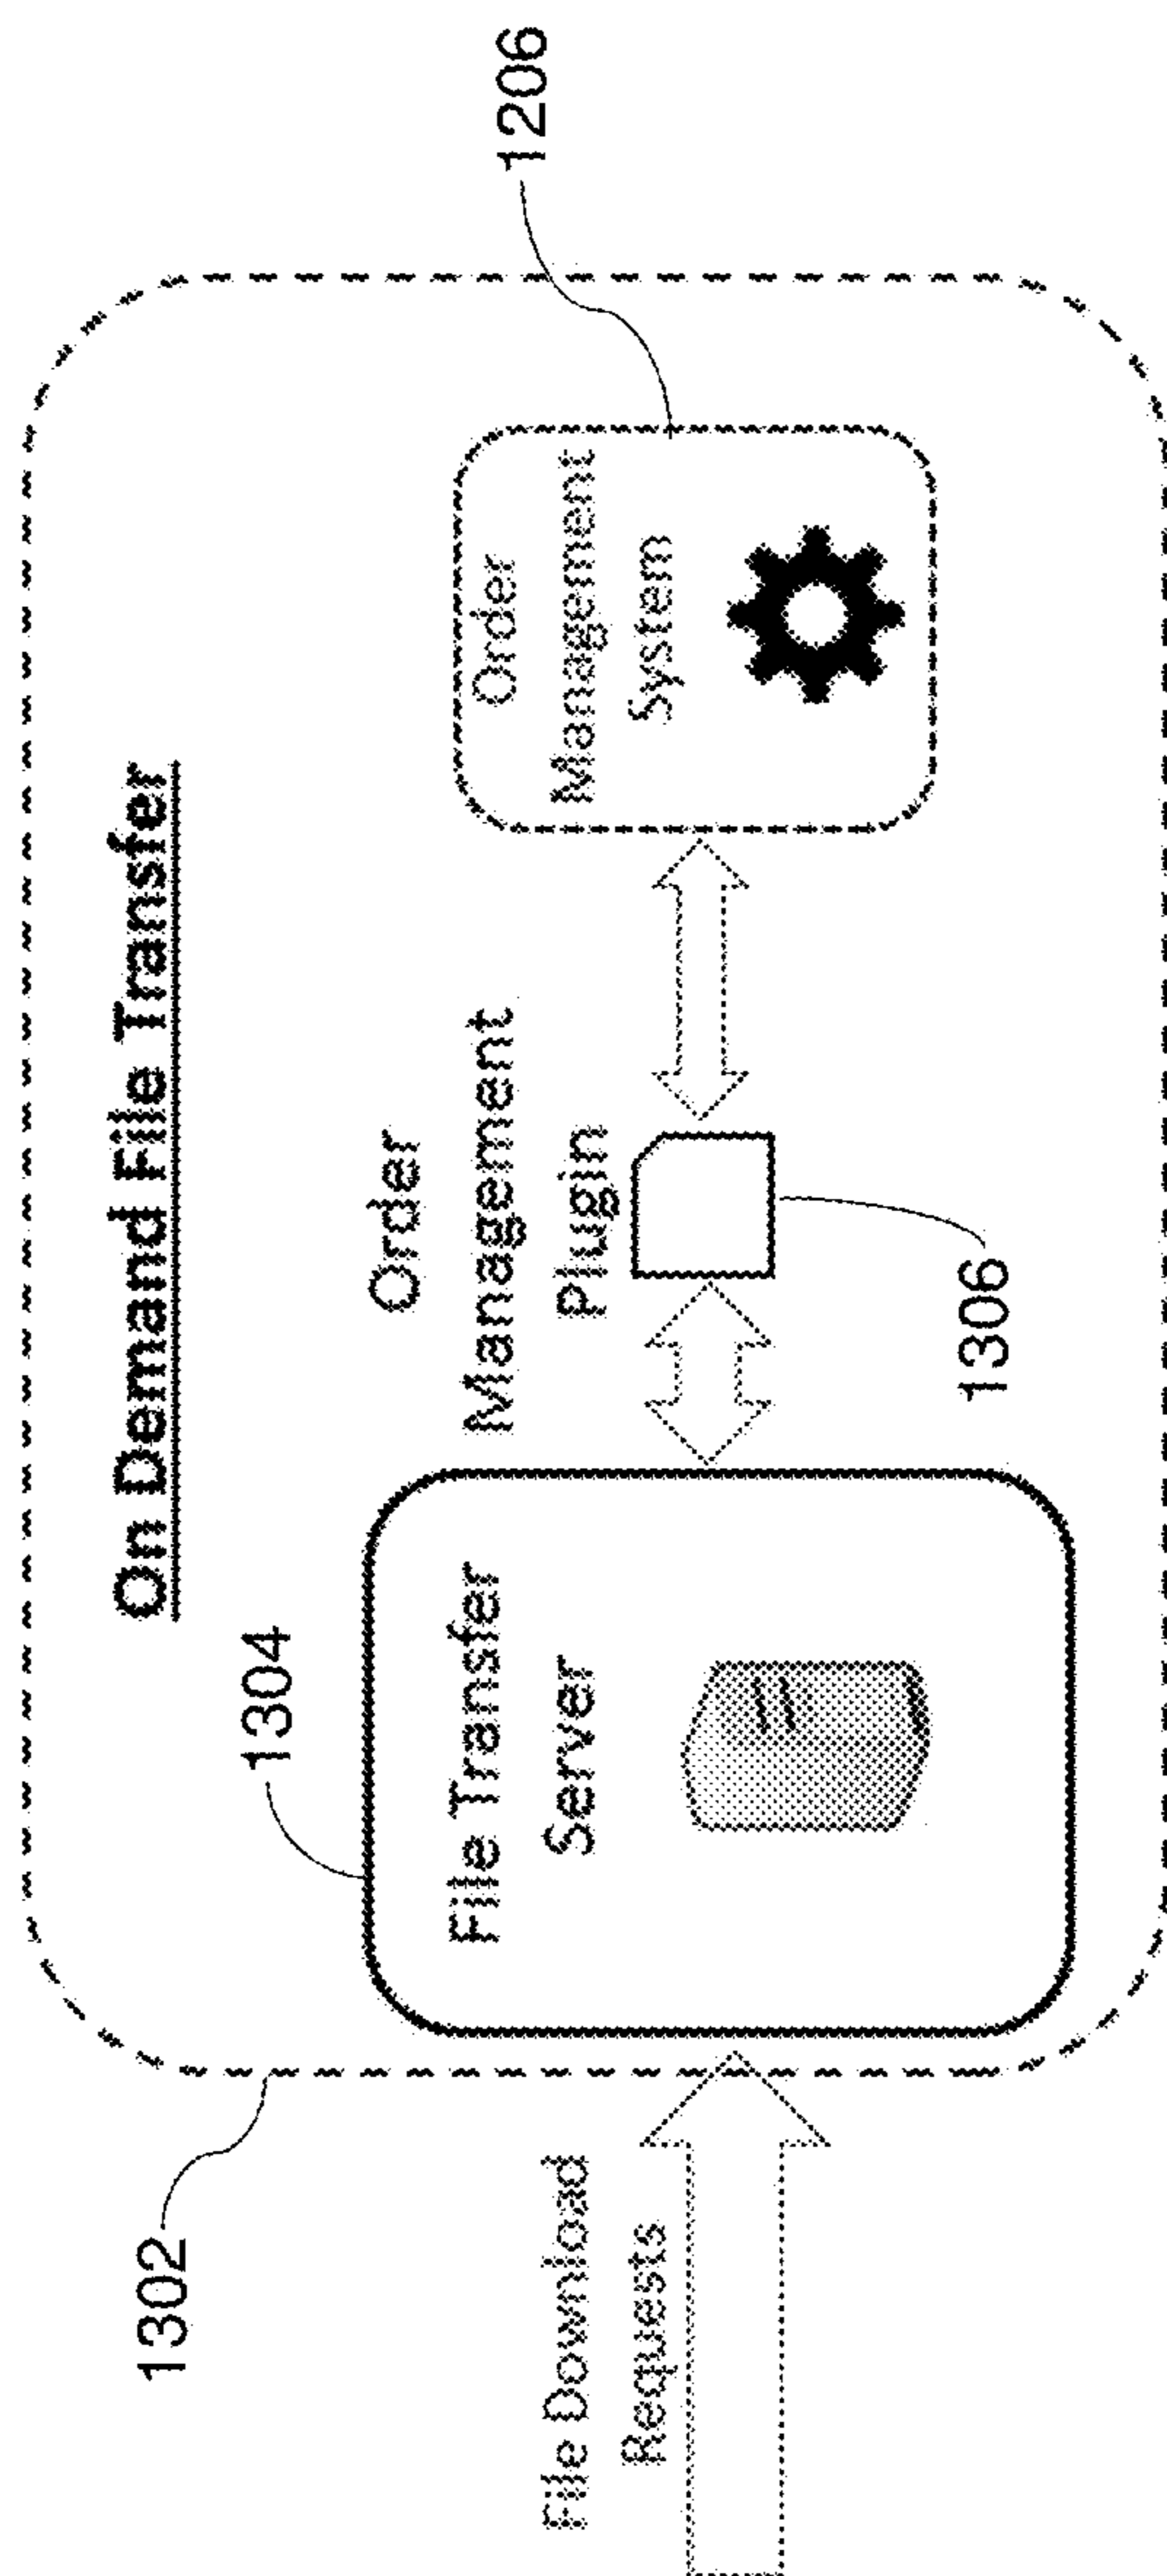 On Demand File Transfer
1302
1304
File Download
Requests
File Transfer
Server
Order
Management
Plugin
1306
Order
Management
System
1206